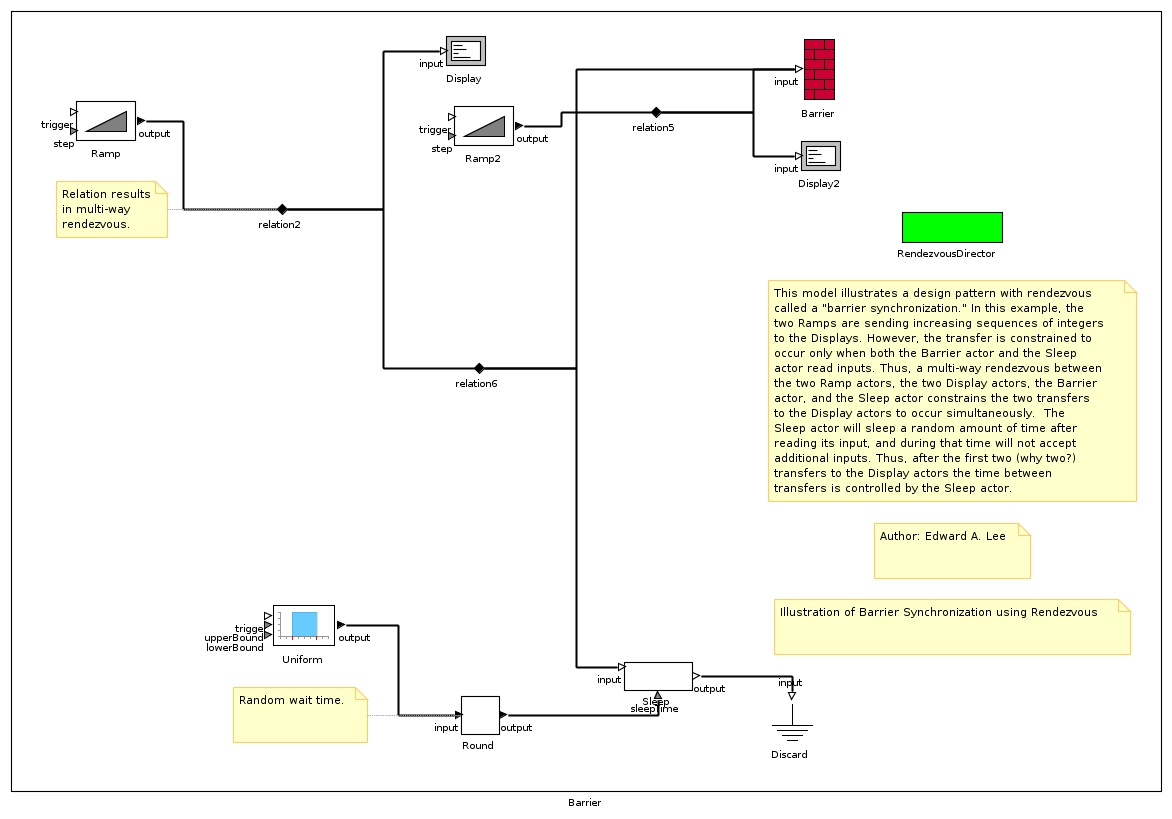 input
Display
input
Barrier
trigger
step
output
Ramp
trigger
step
output
Ramp2
relation5
input
Display2
Relation results
in multi-way
rendezvous.
relation2
RendezvousDirector
This model illustrates a design pattern with rendezvous
called a "barrier synchronization." In this example, the
two Ramps are sending increasing sequences of integers
to the Displays. However, the transfer is constrained to
occur only when both the Barrier actor and the Sleep
actor read inputs. Thus, a multi-way rendezvous between
the two Ramp actors, the two Display actors, the Barrier
actor, and the Sleep actor constrains the two transfers
to the Display actors to occur simultaneously.  The
Sleep actor will sleep a random amount of time after
reading its input, and during that time will not accept
additional inputs. Thus, after the first two (why two?)
transfers to the Display actors the time between
transfers is controlled by the Sleep actor.
relation6
Author: Edward A. Lee
Illustration of Barrier Synchronization using Rendezvous
trigge
upperBound
lowerBound
output
Uniform
Random wait time.
input
output
Round
input
output
Sleep
sleepTime
input
Discard
Barrier